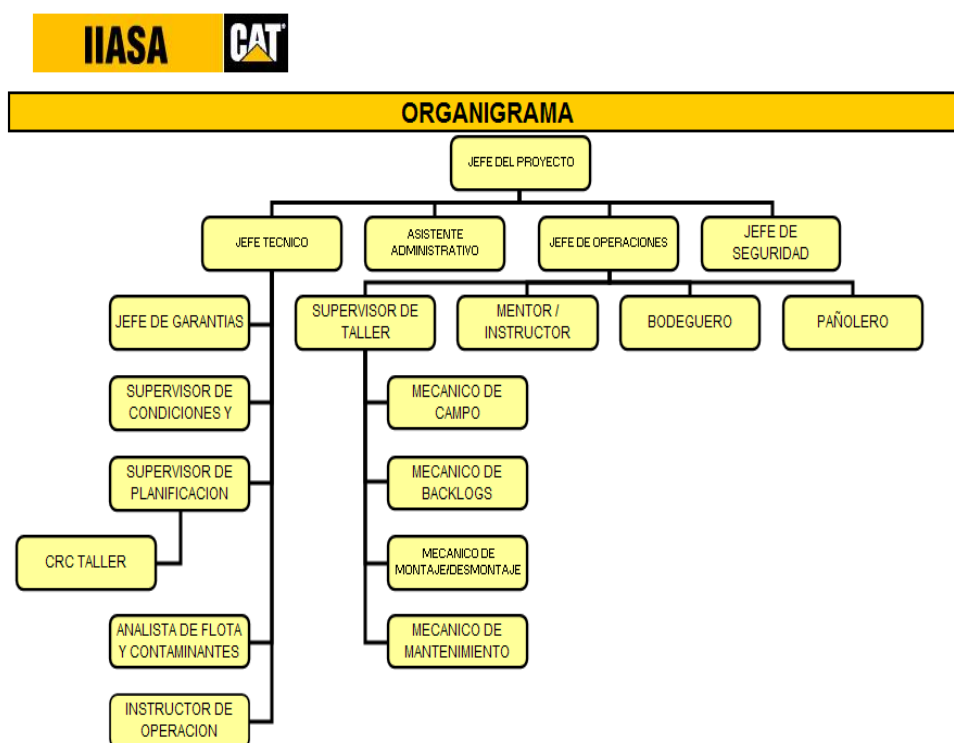 IIASA
CAT
ORGANIGRAMA
JEFE DEL PROYECTO
JEFE TECNICO
ASISTENTE
ADMINISTRATIVO
JEFE DE OPERACIONES
JEFE DE
SEGURIDAD
JEFE DE GARANTIAS
SUPERVISOR DE
CONDICIONES Y
SUPERVISOR DE
PLANIFICACION
CRC TALLER
ANALISTA DE FLOTA
Y CONTAMINANTES
INSTRUCTOR DE
OPERACION
SUPERVISOR DE
TALLER
MENTOR /
INSTRUCTOR
BODEGUERO
PAÑOLERO
MECANICO DE
CAMPO
MECANICO DE
BACKLOGS
MECANICO DE
MONTAJE/DESMONTAJE
MECANICO DE
MANTENIMIENTO